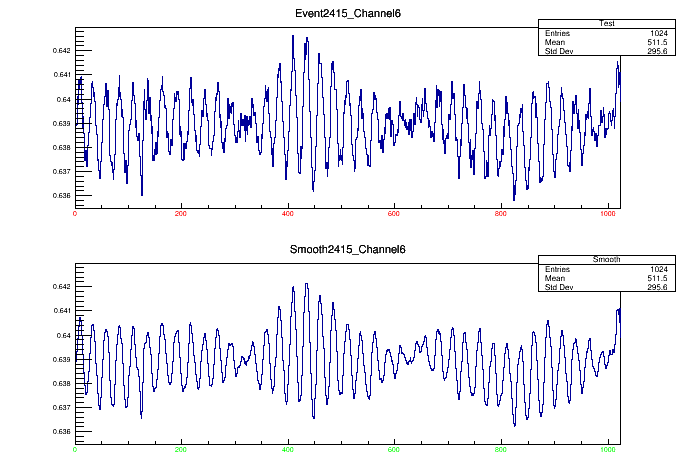 Event2415_Channel6
Test
Entries 1024
Mean 511.5
Std Dev 295.6
0.642
0.641
0.64
0.639
0.638
0.637
0.636
0 200 400 600 800 1000
Smooth2415_Channel6
Smooth
Entries 1024
Mean 511.5
Std Dev 295.6
0.642
0.641
0.64
0.639
0.638
0.637
0.636
0 200 400 600 800 1000